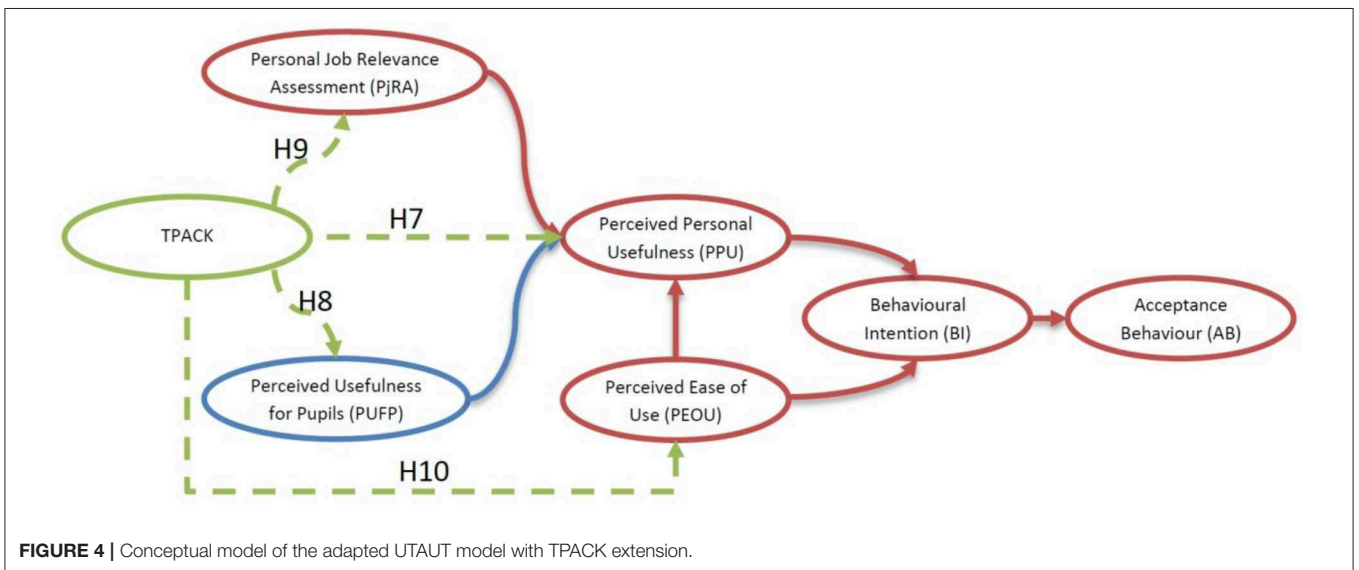 Personal Job Relevance
Assessment (PjRA)
H9
TPACK
H7
H8
Perceived Usefulness
for Pupils (PUFP)
H10
Perceived Personal
Usefulness (PPU)
Perceived Ease of
Use (PEOU)
Behavioural
Intention (BI)
Acceptance
Behaviour (AB)
FIGURE 4 | Conceptual model of the adapted UTAUT model with TPACK extension.